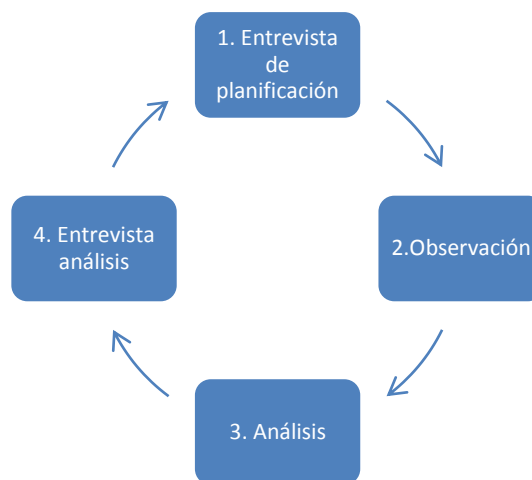 1. Entrevista
de
planificación
2.Observación
3. Análisis
4. Entrevista
análisis